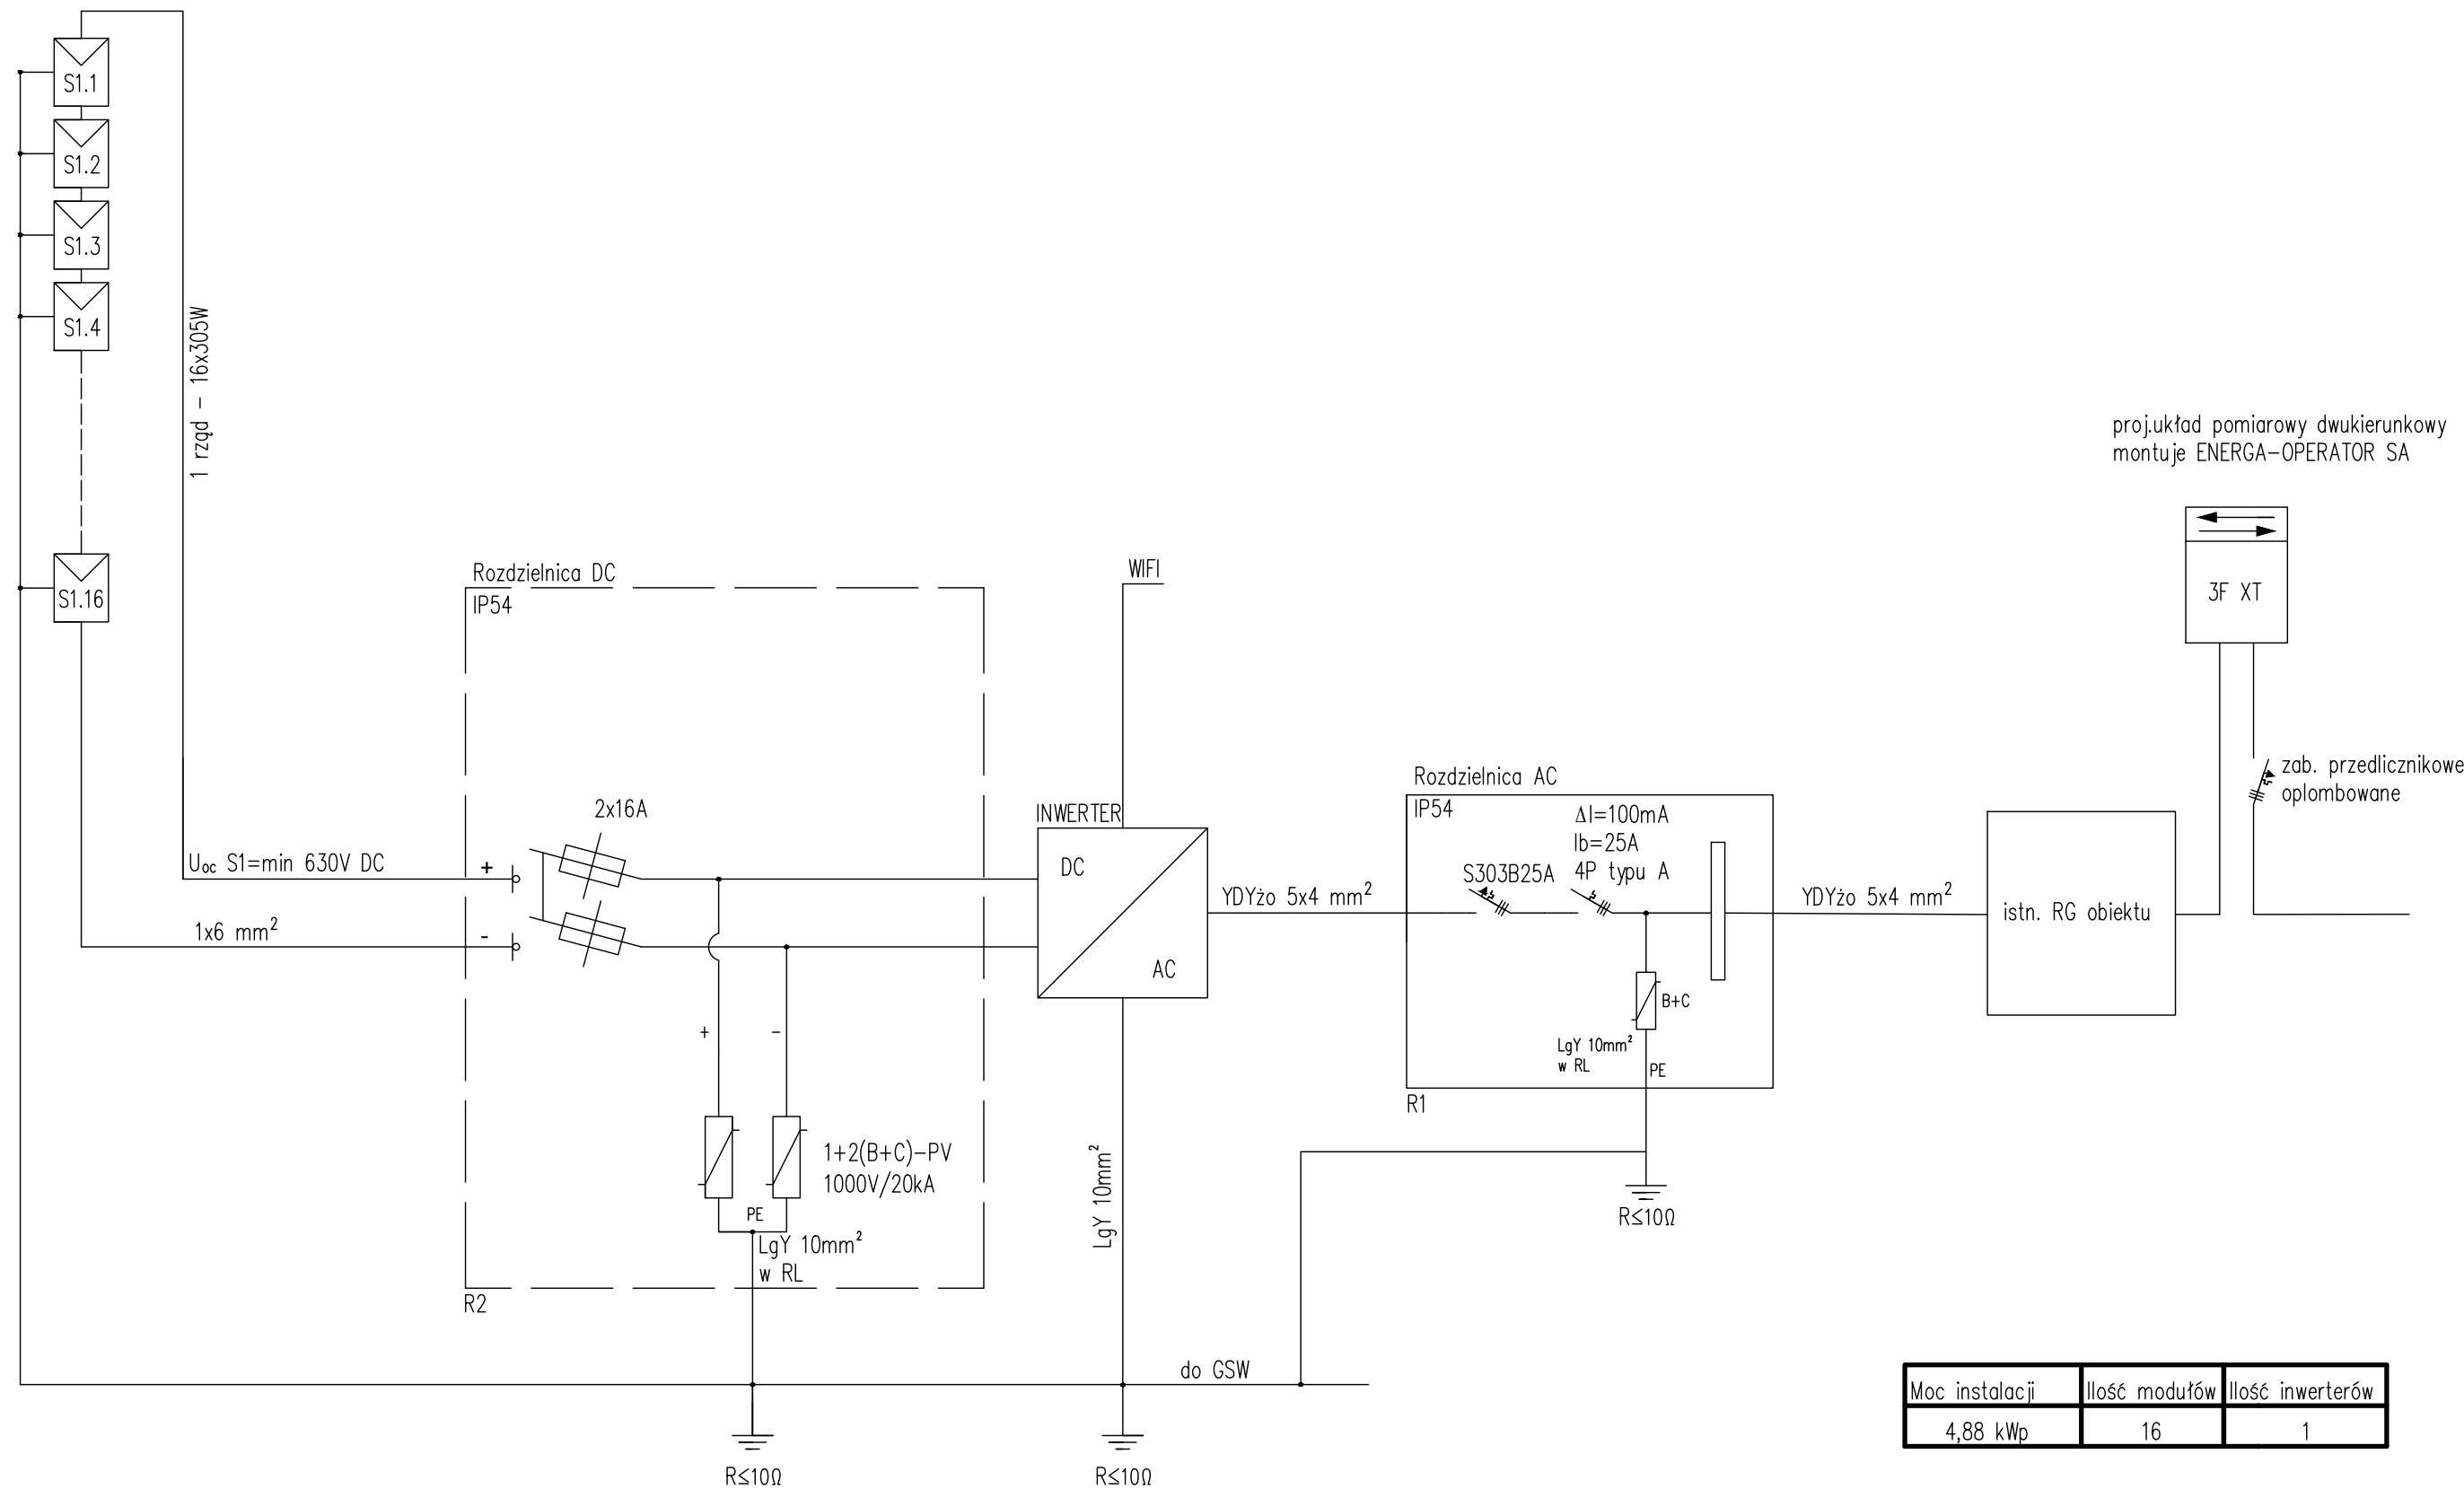 S1.1
S1.2
S1.3
S1.4
S1.16
1 rząd - 16x305W
Uoc S1=min 630V DC
1x6 mm²
Rozdzielnica DC
IP54
2x16A
+
-
+
-
1+2(B+C)-PV
1000V/20kA
PE
LgY 10mm²
w RL
R2
R≤10Ω
WIFI
INWERTER
DC
AC
LgY 10mm²
do GSW
R≤10Ω
YDYżo 5x4 mm²
Rozdzielnica AC
IP54
ΔI=100mA
Ib=25A
4P typu A
S303B25A
B+C
LgY 10mm²
w RL
PE
R1
R≤10Ω
YDYżo 5x4 mm²
istn. RG obiektu
proj.układ pomiarowy dwukierunkowy
montuje ENERGA-OPERATOR SA
3F XT
zab. przedlicznikowe
oplombowane
Moc instalacji Ilość modułów Ilość inwerterów
4,88 kWp 16 1